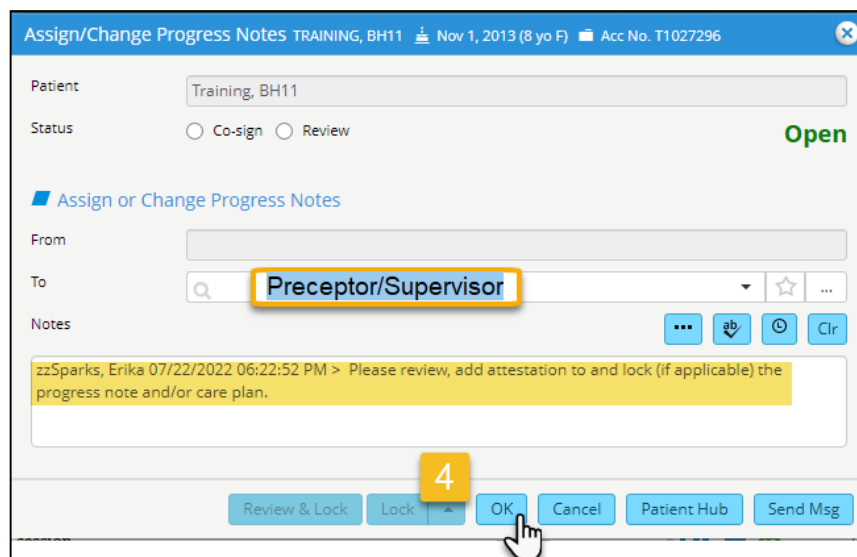 Assign/Change Progress Notes TRAINING, BH11 Nov 1, 2013 (8 yo F) Acc No. T1027296
Patient
Training, BH11
Status
Co-sign Review
Open
Assign or Change Progress Notes
From
To
Preceptor/Supervisor
...
Notes
ab
Clr
zzSparks, Erika 07/22/2022 06:22:52 PM > Please review, add attestation to and lock (if applicable) the
progress note and/or care plan.
4
Review & Lock Lock OK Cancel Patient Hub Send Msg